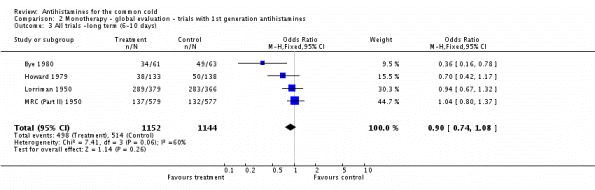 Review: Antihistamines for the common cold
Comparison: 2 Monotherapy - global evaluation - trials with 1st generation antihistamines
Outcome: 3 All trials -long term (6-10 days)
Study or subgroup Treatment Control Odds Ratio Weight Odds Ratio
n/N n/N M-H,Fixed,95% CI M-H,Fixed,95% CI
Bye 1980 34/61 49/63 9.5 % 0.36 [ 0.16, 0.78 ]
Howard 1979 38/133 50/138 15.5 % 0.70 [ 0.42, 1.17 ]
Lorriman 1950 289/379 283/366 30.3 % 0.94 [ 0.67, 1.32 ]
MRC (Part II) 1950 137/579 132/577 44.7 % 1.04 [ 0.80, 1.37 ]
Total (95% CI) 1152 1144 100.0 % 0.90 [ 0.74, 1.08 ]
Total events: 498 (Treatment), 514 (Control)
Heterogeneity: Chi² = 7.41, df = 3 (P = 0.06); I² =60%
Test for overall effect: Z = 1.14 (P = 0.26)
0.1 0.2 0.5 1 2 5 10
Favours treatment Favours control